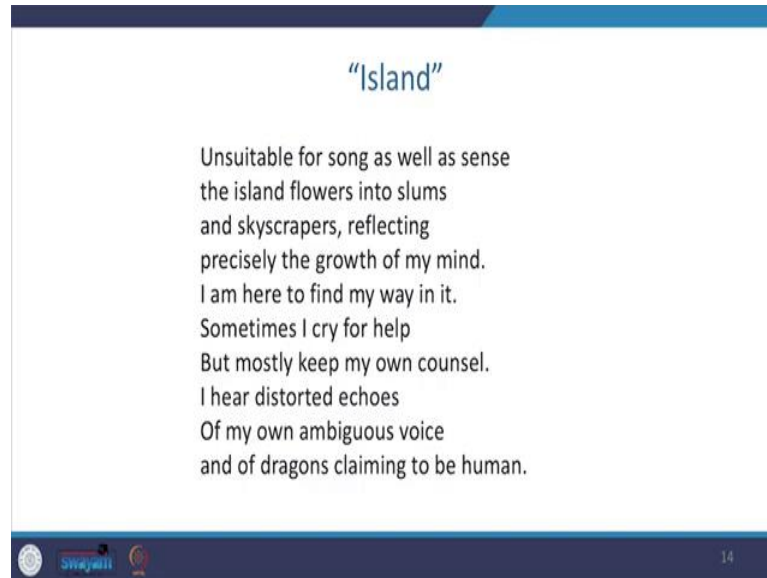 “Island”
Unsuitable for song as well as sense
the island flowers into slums
and skyscrapers, reflecting
precisely the growth of my mind.
I am here to find my way in it.
Sometimes I cry for help
But mostly keep my own counsel.
I hear distorted echoes
Of my own ambiguous voice
and of dragons claiming to be human.
swayam
14